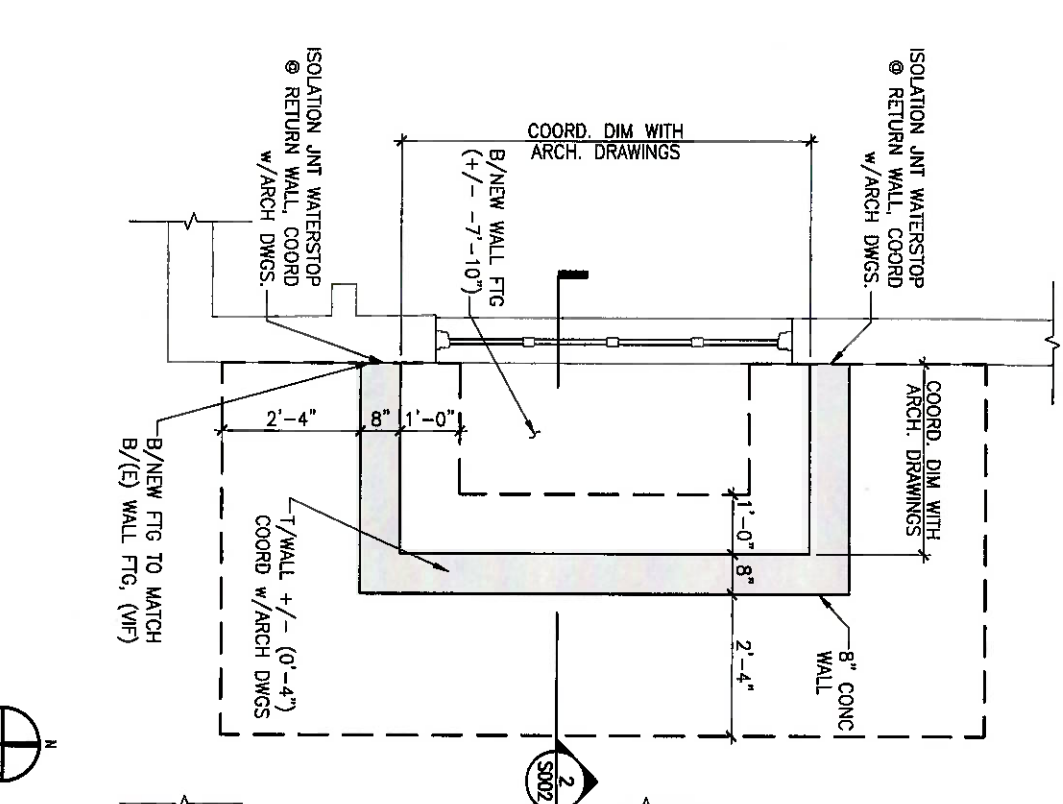 ISOLATION JNT WATERSTOP
@ RETURN WALL, COORD
w/ARCH DWGS.
COORD. DIM WITH
ARCH. DRAWINGS
ISOLATION JNT WATERSTOP
@ RETURN WALL, COORD
w/ARCH DWGS.
B/NEW WALL FTG
(+/- -7'-10")
COORD. DIM WITH
ARCH. DRAWINGS
2'-4"
8"
1'-0"
1'-0"
8"
2'-4"
B/NEW FTG TO MATCH
B/(E) WALL FTG, (VIF)
T/WALL +/- (0'-4")
COORD w/ARCH DWGS
8" CONC
WALL
N
2
S002